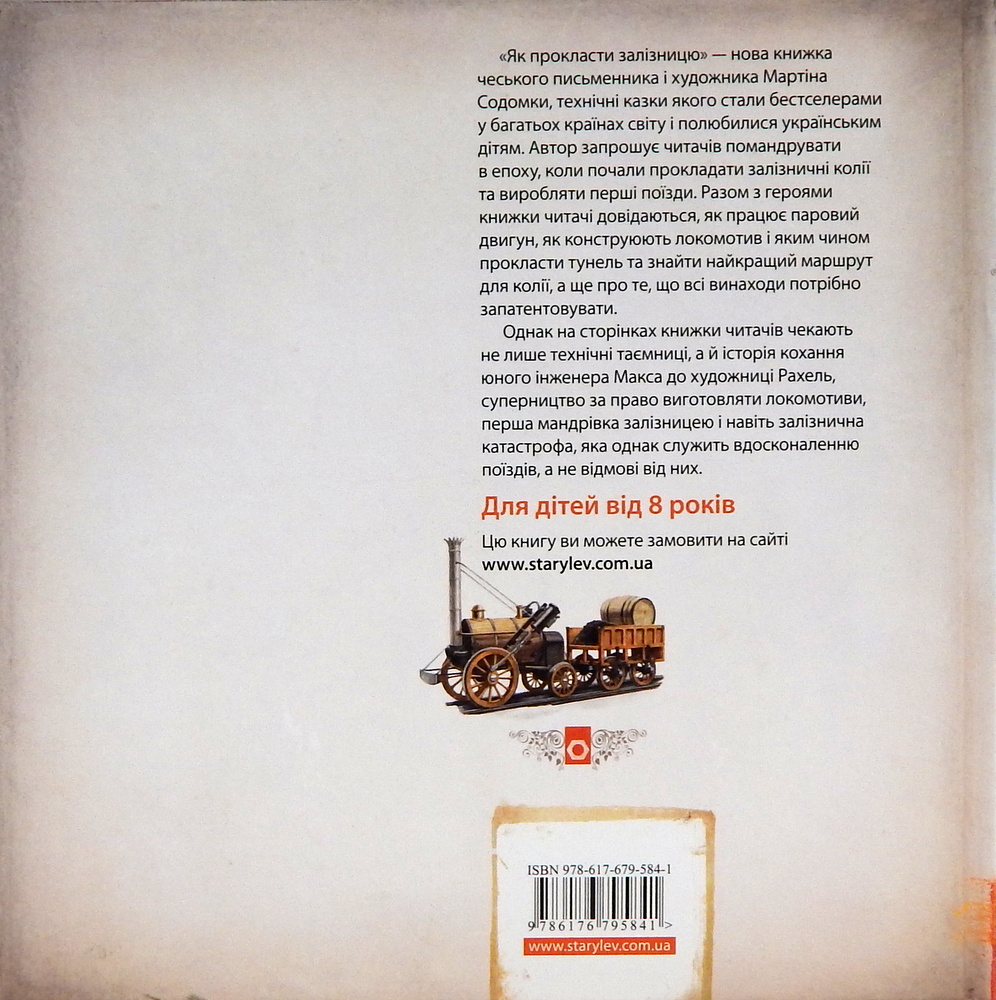 «Як прокласти залізницю» — нова книжка
чеського письменника і художника Мартіна
Содомки, технічні казки якого стали бестселерами
у багатьох країнах світу і полюбилися українським
дітям. Автор запрошує читачів помандрувати
в епоху, коли почали прокладати залізничні колії
та виробляти перші поїзди. Разом з героями
книжки читачі довідаються, як працює паровий
двигун, як конструюють локомотив і яким чином
прокласти тунель та знайти найкращий маршрут
для колії, а ще про те, що всі винаходи потрібно
запатентовувати.
Однак на сторінках книжки читачів чекають
не лише технічні таємниці, а й історія кохання
юного інженера Макса до художниці Рахель,
суперництво за право виготовляти локомотиви,
перша мандрівка залізницею і навіть залізнична
катастрофа, яка однак служить вдосконаленню
поїздів, а не відмові від них.
Для дітей від 8 років
Цю книгу ви можете замовити на сайті
www.starylev.com.ua
ISBN 978-617-679-584-1
9 786176 795841 >
www.starylev.com.ua